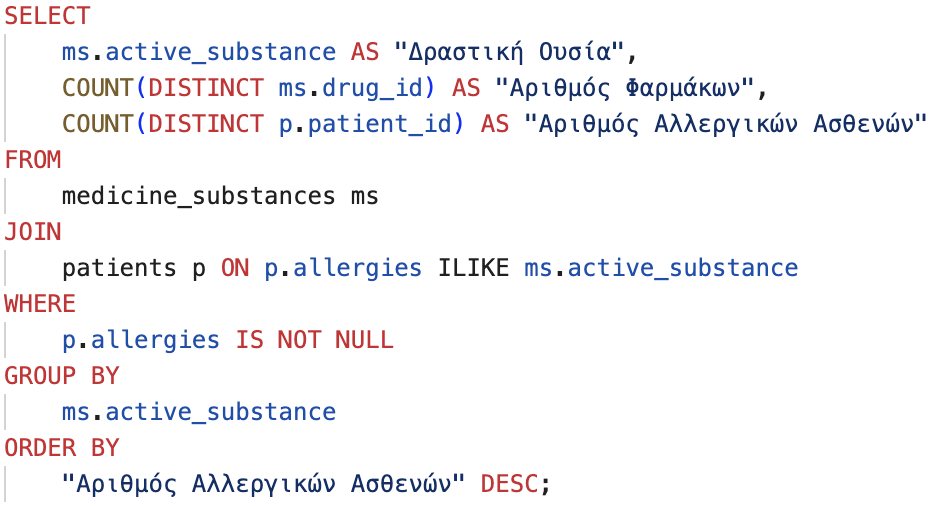 SELECT
ms.active_substance AS "Δραστική Ουσία",
COUNT(DISTINCT ms.drug_id) AS "Αριθμός Φαρμάκων",
COUNT(DISTINCT p.patient_id) AS "Αριθμός Αλλεργικών Ασθενών"
FROM
medicine_substances ms
JOIN
patients p ON p.allergies ILIKE ms.active_substance
WHERE
p.allergies IS NOT NULL
GROUP BY
ms.active_substance
ORDER BY
"Αριθμός Αλλεργικών Ασθενών" DESC;